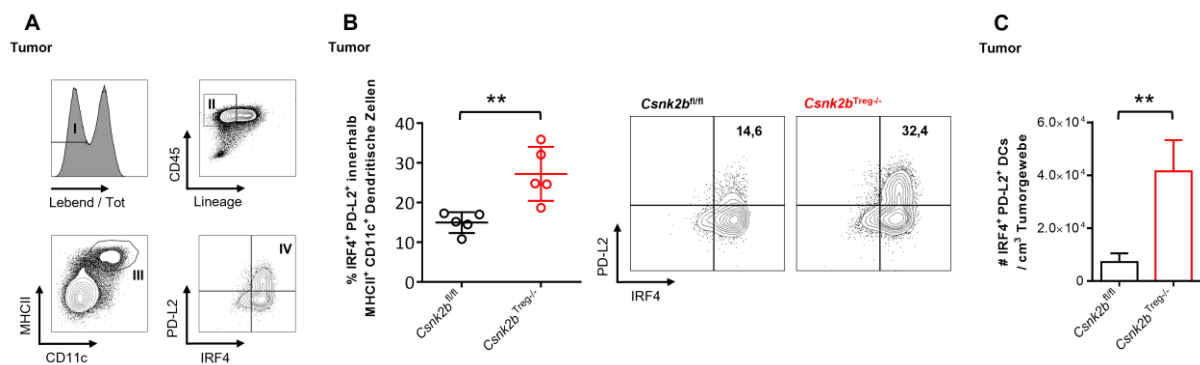 A
Tumor
I
Lebend / Tot
II
CD45
Lineage
III
MHCII
CD11c
IV
PD-L2
IRF4
B
Tumor
% IRF4⁺ PD-L2⁺ innerhalb
MHCII⁺ CD11c⁺ Dendritische Zellen
40
30
20
10
0
**
Csnk2b^fl/fl
Csnk2b^Treg-/-
Csnk2b^fl/fl
14,6
Csnk2b^Treg-/-
32,4
PD-L2
IRF4
C
Tumor
# IRF4⁺ PD-L2⁺ DCs
/ cm³ Tumorgewebe
6.0×10⁴
4.0×10⁴
2.0×10⁴
0
**
Csnk2b^fl/fl
Csnk2b^Treg-/-